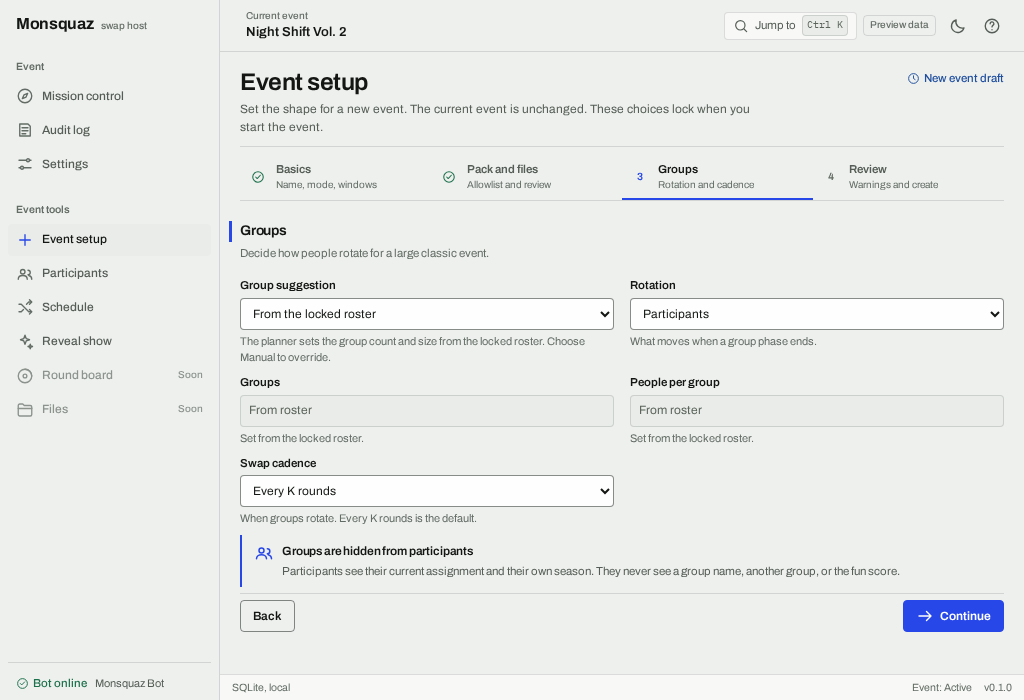 Monsquaz swap host
Event
Mission control
Audit log
Settings
Event tools
Event setup
Participants
Schedule
Reveal show
Round board Soon
Files Soon
Bot online Monsquaz Bot
Current event
Night Shift Vol. 2
Jump to Ctrl K
Preview data
Event setup
New event draft
Set the shape for a new event. The current event is unchanged. These choices lock when you
start the event.
Basics
Name, mode, windows
Pack and files
Allowlist and review
3 Groups
Rotation and cadence
4 Review
Warnings and create
Groups
Decide how people rotate for a large classic event.
Group suggestion
From the locked roster
The planner sets the group count and size from the locked roster. Choose
Manual to override.
Rotation
Participants
What moves when a group phase ends.
Groups
From roster
Set from the locked roster.
People per group
From roster
Set from the locked roster.
Swap cadence
Every K rounds
When groups rotate. Every K rounds is the default.
Groups are hidden from participants
Participants see their current assignment and their own season. They never see a group name, another group, or the fun score.
Back
Continue
SQLite, local
Event: Active v0.1.0